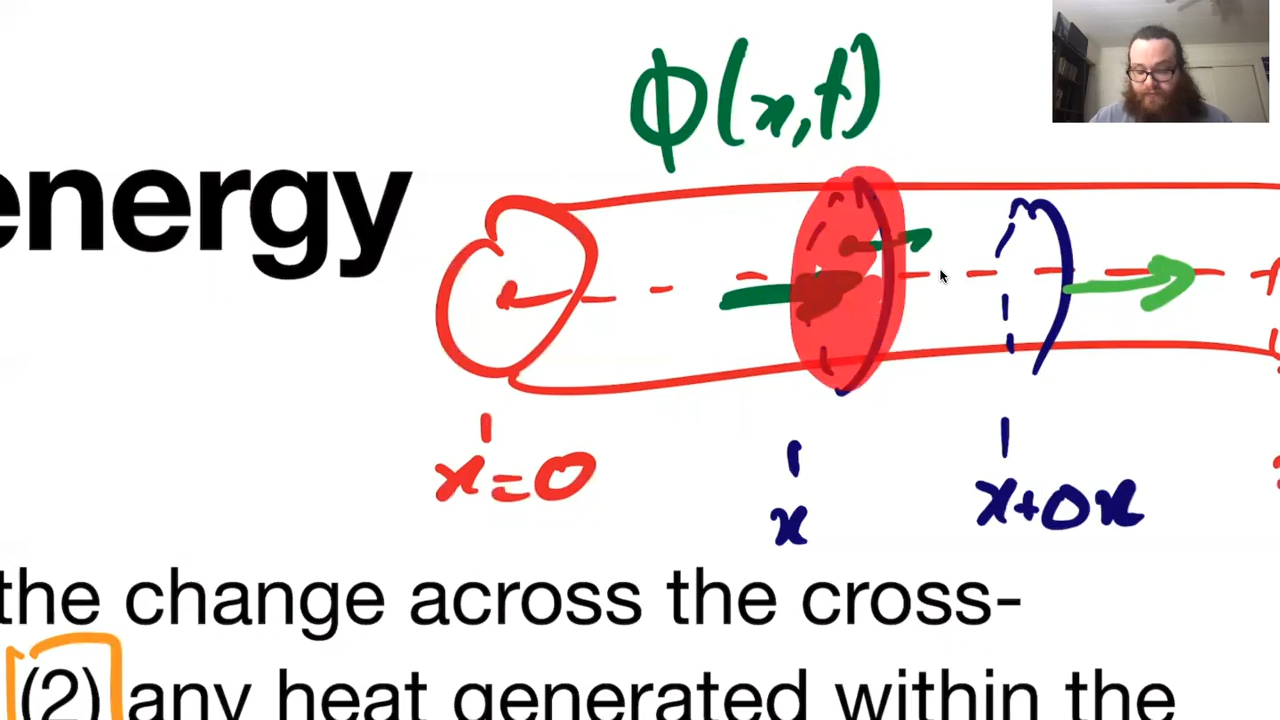 ϕ(x,t)
energy
x=0
x
x+Δx
the change across the cross-
(2) any heat generated within the